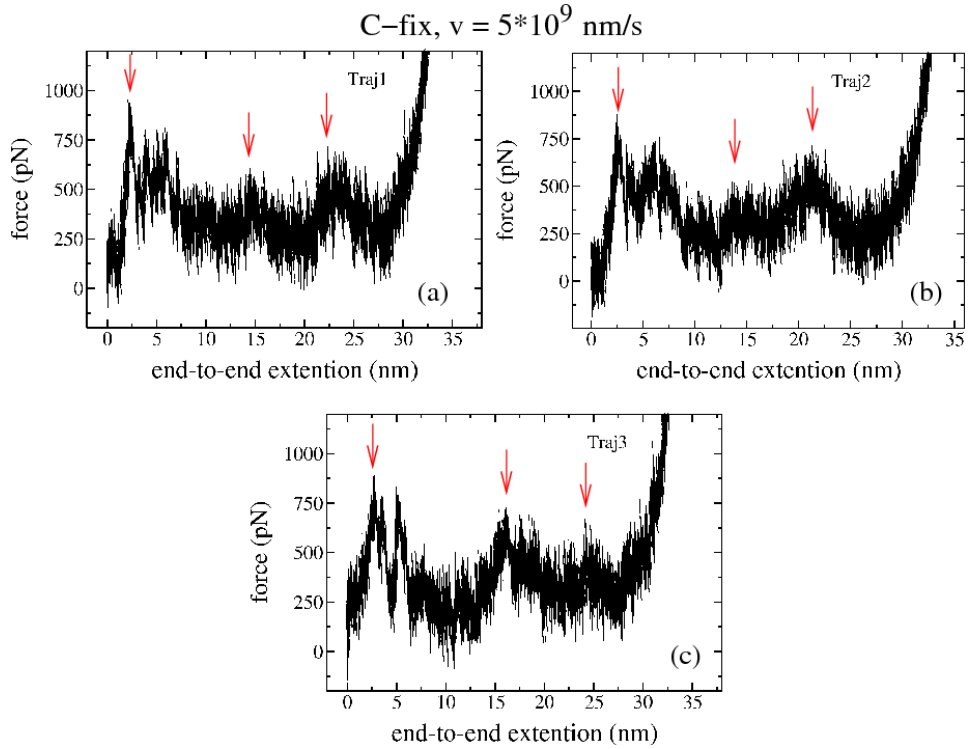 C-fix, v = 5*10^9 nm/s
Traj1
1000
750
500
250
0
force (pN)
(a)
0 5 10 15 20 25 30 35
end-to-end extention (nm)
Traj2
1000
750
500
250
0
force (pN)
(b)
0 5 10 15 20 25 30 35
end-to-end extention (nm)
Traj3
1000
750
500
250
0
force (pN)
(c)
0 5 10 15 20 25 30 35
end-to-end extention (nm)